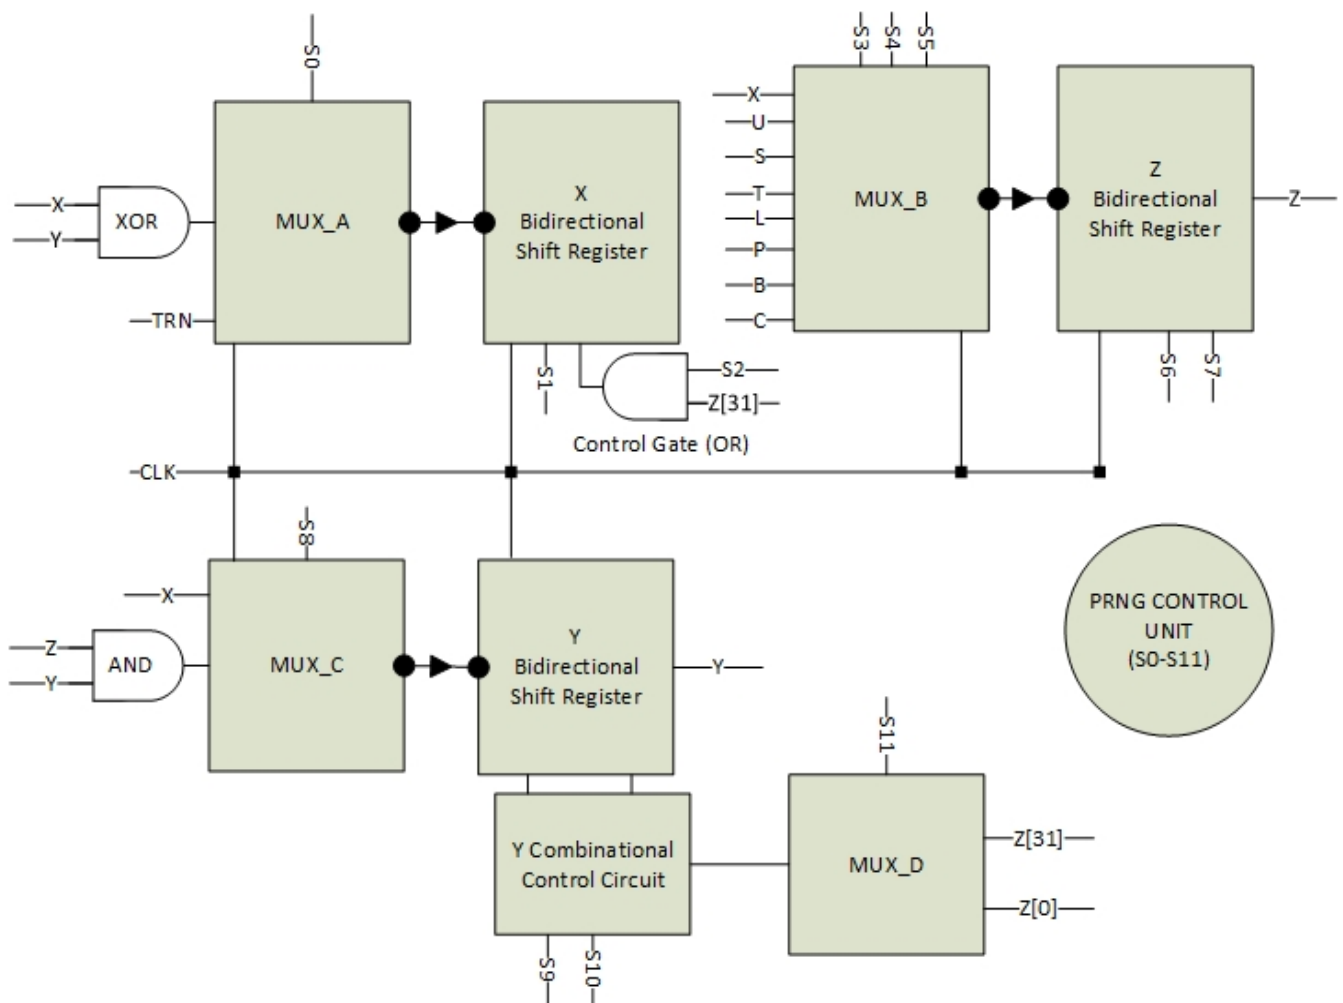 S0
S3
S4
S5
X
U
S
T
L
P
B
C
X
Y
XOR
MUX_A
TRN
X
Bidirectional
Shift Register
MUX_B
Z
Bidirectional
Shift Register
Z
S1
S2
Z[31]
Control Gate (OR)
S6
S7
CLK
S8
X
Z
Y
AND
MUX_C
Y
Bidirectional
Shift Register
Y
PRNG CONTROL
UNIT
(S0-S11)
S11
Y Combinational
Control Circuit
MUX_D
Z[31]
Z[0]
S9
S10